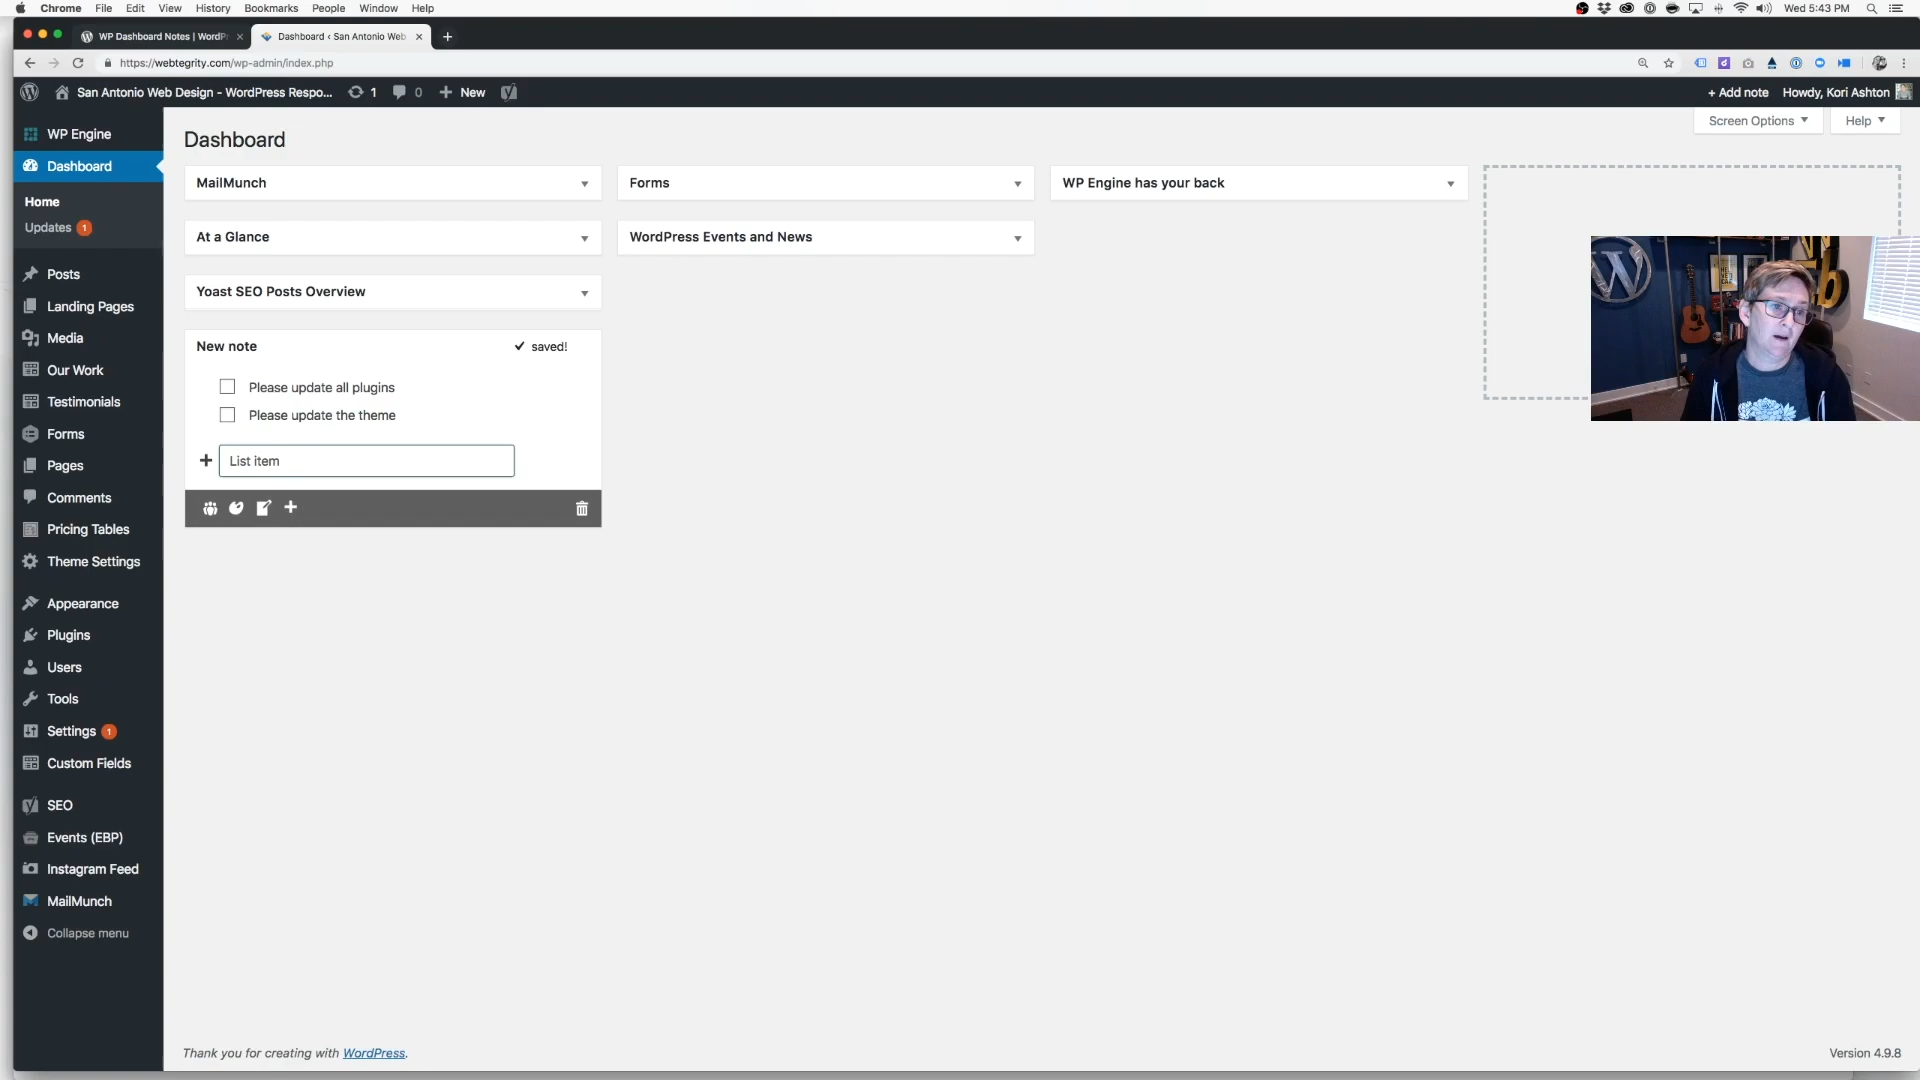 Chrome File Edit View History Bookmarks People Window Help
Wed 5:43 PM
WP Dashboard Notes | WordPr
Dashboard ‹ San Antonio Web
https://webtegrity.com/wp-admin/index.php
San Antonio Web Design - WordPress Respo... 1 0 New
+ Add note Howdy, Kori Ashton
Screen Options Help
WP Engine
Dashboard
Home
Updates 1
Posts
Landing Pages
Media
Our Work
Testimonials
Forms
Pages
Comments
Pricing Tables
Theme Settings
Appearance
Plugins
Users
Tools
Settings 1
Custom Fields
SEO
Events (EBP)
Instagram Feed
MailMunch
Collapse menu
Dashboard
MailMunch
At a Glance
Yoast SEO Posts Overview
New note saved!
Please update all plugins
Please update the theme
List item
Forms
WordPress Events and News
WP Engine has your back
Thank you for creating with WordPress.
Version 4.9.8